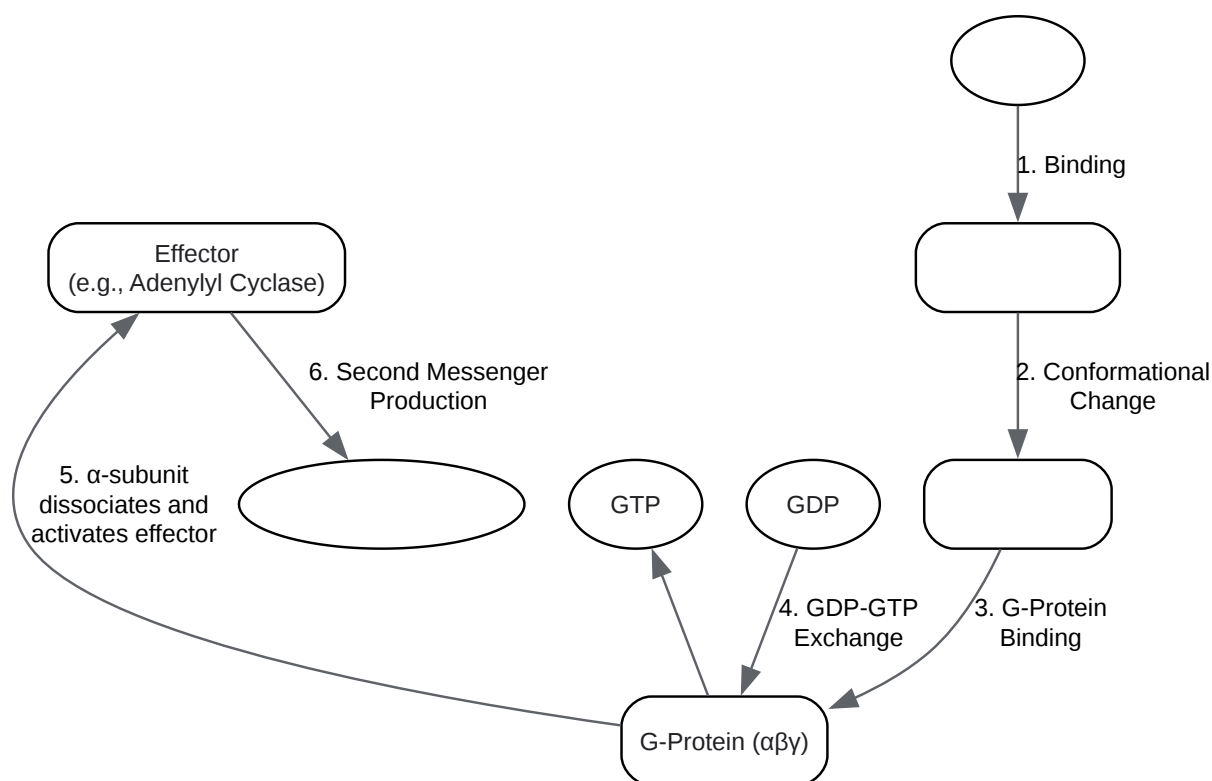 1. Binding
Effector
(e.g., Adenylyl Cyclase)
2. Conformational
Change
6. Second Messenger
Production
5. α-subunit
dissociates and
activates effector
GTP
GDP
4. GDP-GTP
Exchange
3. G-Protein
Binding
G-Protein (αβγ)